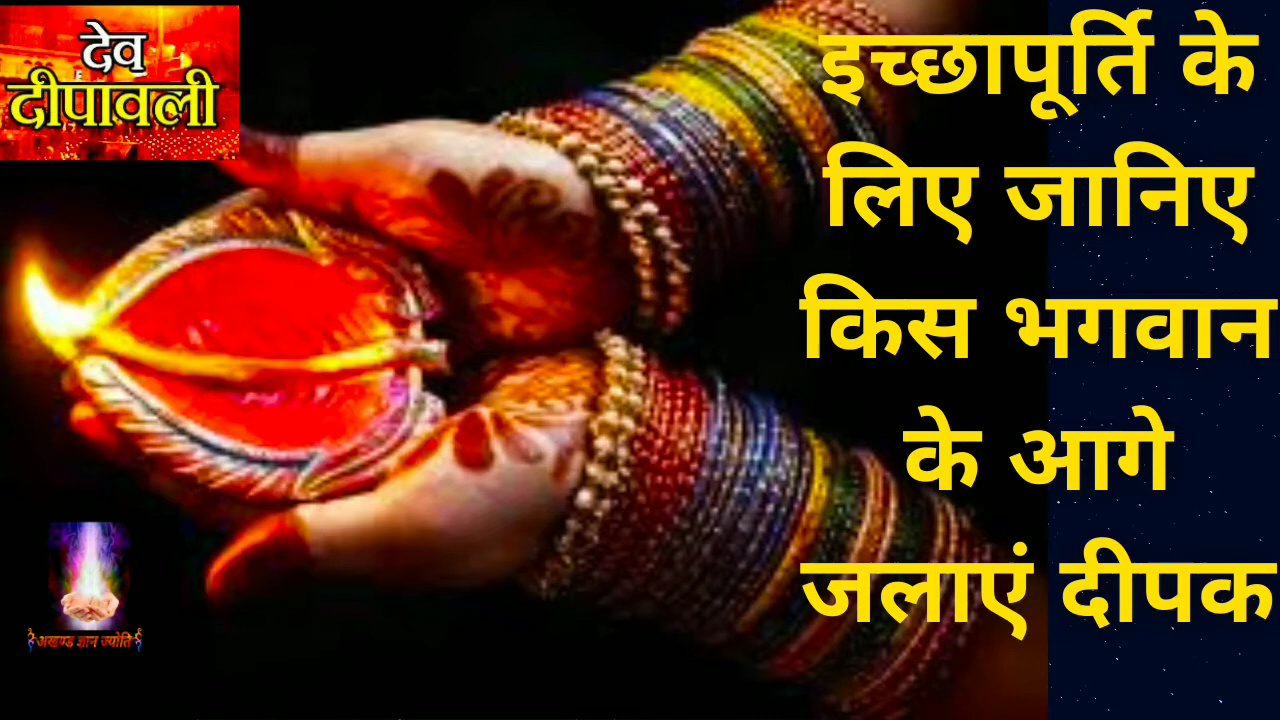 देव
दीपावली
इच्छापूर्ति के
लिए जानिए
किस भगवान
के आगे
जलाएं दीपक
अखण्ड ज्ञान ज्योति